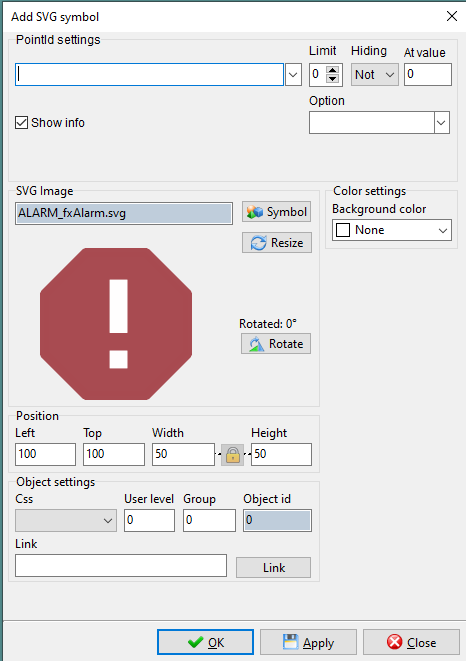 Add SVG symbol
PointId settings
Limit Hiding At value
0 Not 0
Option
Show info
SVG Image
ALARM_fxAlarm.svg
Symbol
Resize
Rotated: 0°
Rotate
Color settings
Background color
None
Position
Left Top Width Height
100 100 50 50
Object settings
Css User level Group Object id
0 0 0
Link
Link
OK Apply Close